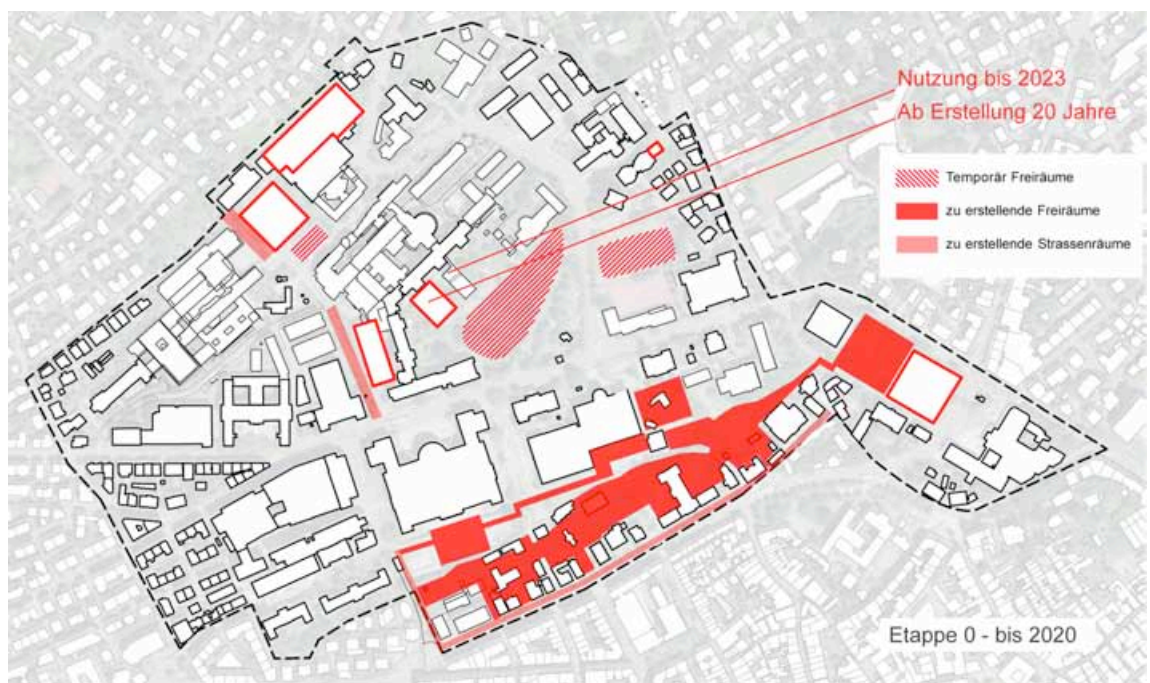 Nutzung bis 2023
Ab Erstellung 20 Jahre
Temporär Freiräume
zu erstellende Freiräume
zu erstellende Strassenräume
Etappe 0 - bis 2020